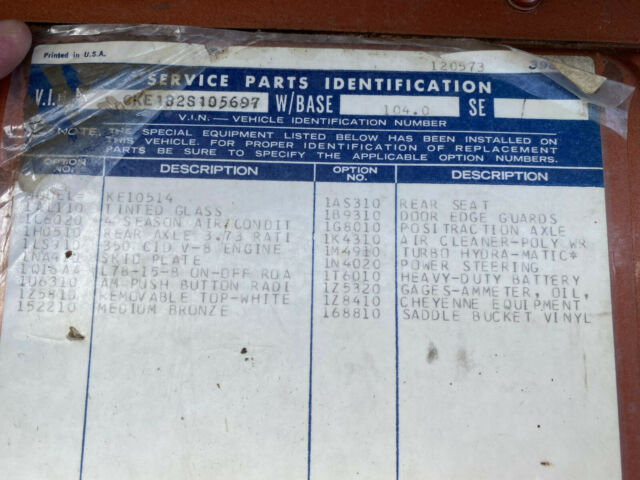 Printed in U.S.A.
120573
SERVICE PARTS IDENTIFICATION
V.I. CKE182S105697 W/BASE 104.0 SE
V.I.N. — VEHICLE IDENTIFICATION NUMBER
NOTE, THE SPECIAL EQUIPMENT LISTED BELOW HAS BEEN INSTALLED ON
THIS VEHICLE. FOR PROPER IDENTIFICATION OF REPLACEMENT
PARTS BE SURE TO SPECIFY THE APPLICABLE OPTION NUMBERS.
OPTION NO. DESCRIPTION OPTION NO. DESCRIPTION
KE10514 1AS310 REAR SEAT
TINTED GLASS 1B9310 DOOR EDGE GUARDS
1C6020 4 SEASON AIR/CONDIT 1G8010 POSITRACTION AXLE
1H0510 REAR AXLE 3.73 RATI 1K4310 AIR CLEANER-POLY WR
1LS310 350 CID V-8 ENGINE 1M4910 TURBO HYDRA-MATIC*
SKID PLATE 1N4020 POWER STEERING
L78-15-B ON-OFF ROA 1T6010 HEAVY-DUTY BATTERY
1U6310 AM PUSH BUTTON RADI 1Z5320 GAGES-AMMETER, OIL,
1Z5810 REMOVABLE TOP-WHITE 1Z8410 CHEYENNE EQUIPMENT
152210 MEDIUM BRONZE 168810 SADDLE BUCKET VINYL